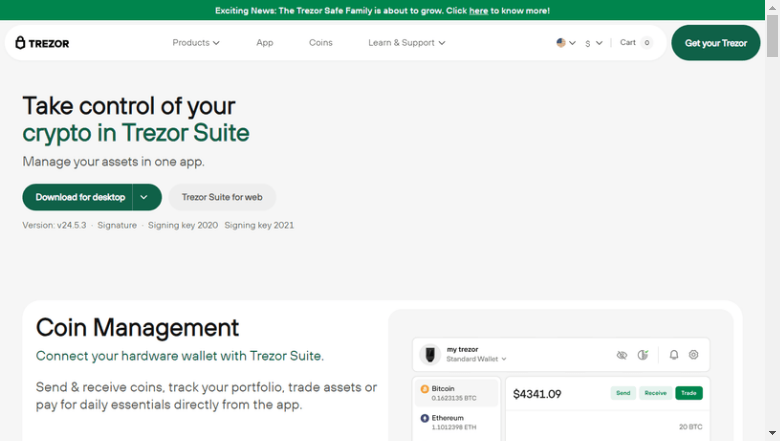 Exciting News: The Trezor Safe Family is about to grow. Click here to know more!
TREZOR
Products
App
Coins
Learn & Support
$
Cart
0
Get your Trezor
Take control of your
crypto in Trezor Suite
Manage your assets in one app.
Download for desktop
Trezor Suite for web
Version: v24.5.3 · Signature · Signing key 2020 Signing key 2021
Coin Management
Connect your hardware wallet with Trezor Suite.
Send & receive coins, track your portfolio, trade assets or
pay for daily essentials directly from the app.
my trezor
Standard Wallet
Bitcoin
0.1623135 BTC
Ethereum
1.1012398 ETH
$4341.09
Send
Receive
Trade
20 BTC